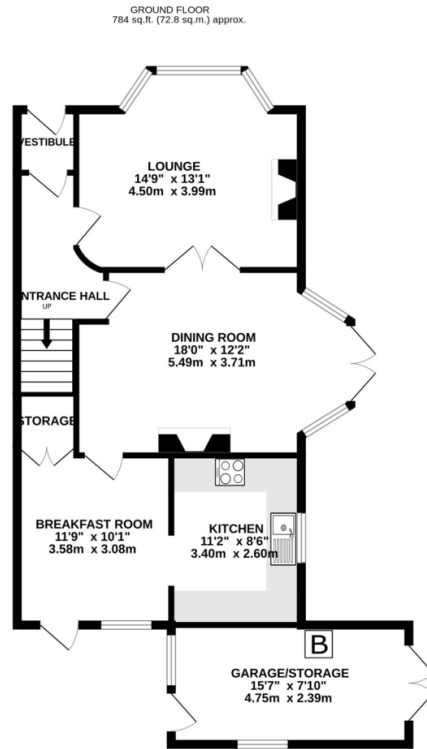 GROUND FLOOR
784 sq.ft. (72.8 sq.m.) approx.
VESTIBULE
LOUNGE
14'9" x 13'1"
4.50m x 3.99m
ENTRANCE HALL
UP
DINING ROOM
18'0" x 12'2"
5.49m x 3.71m
STORAGE
BREAKFAST ROOM
11'9" x 10'1"
3.58m x 3.08m
KITCHEN
11'2" x 8'6"
3.40m x 2.60m
B
GARAGE/STORAGE
15'7" x 7'10"
4.75m x 2.39m